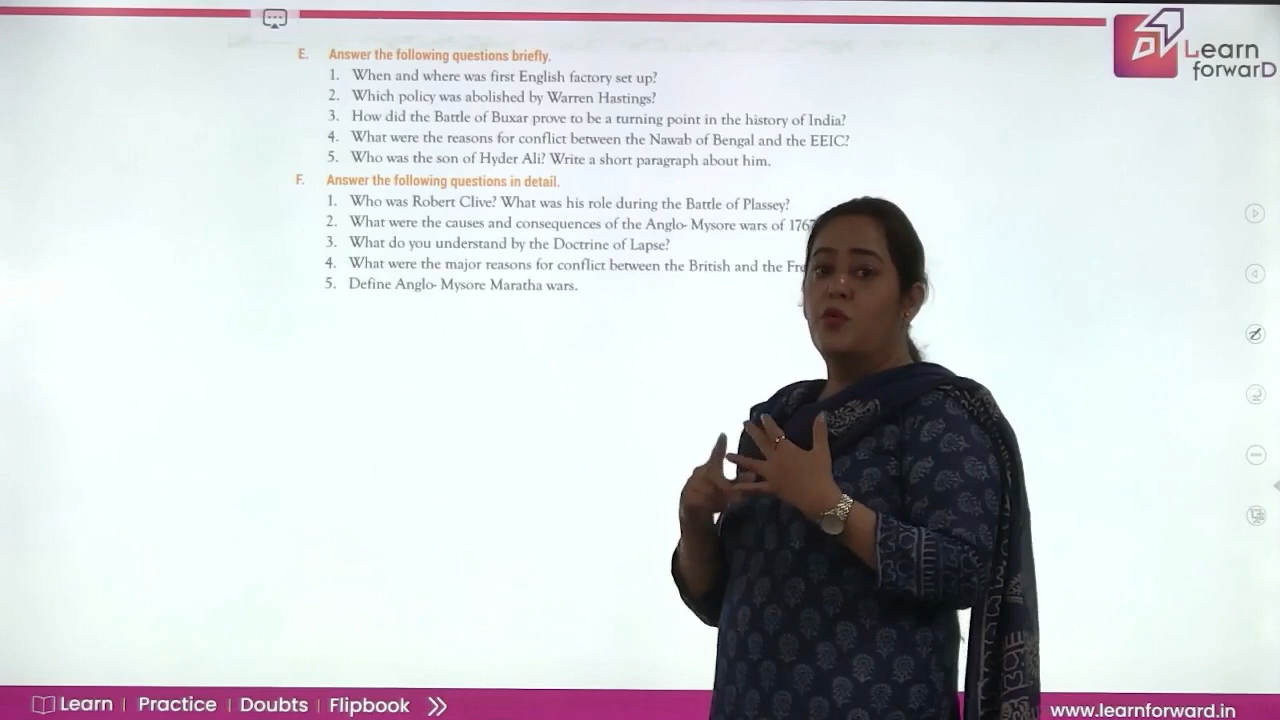 Learn
forwarD
E. Answer the following questions briefly.
1. When and where was first English factory set up?
2. Which policy was abolished by Warren Hastings?
3. How did the Battle of Buxar prove to be a turning point in the history of India?
4. What were the reasons for conflict between the Nawab of Bengal and the EEIC?
5. Who was the son of Hyder Ali? Write a short paragraph about him.
F. Answer the following questions in detail.
1. Who was Robert Clive? What was his role during the Battle of Plassey?
2. What were the causes and consequences of the Anglo- Mysore wars of 1767
3. What do you understand by the Doctrine of Lapse?
4. What were the major reasons for conflict between the British and the Fre
5. Define Anglo- Mysore Maratha wars.
Learn | Practice | Doubts | Flipbook
www.learnforward.in